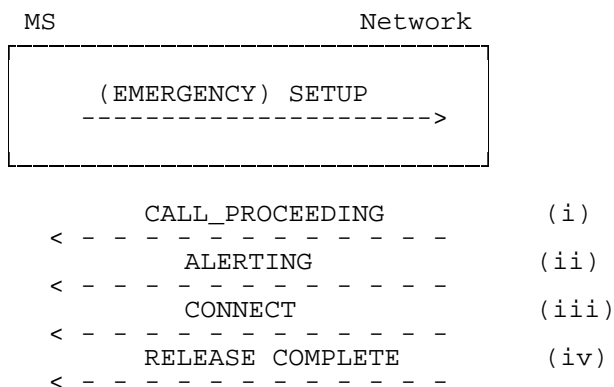 MS Network
(EMERGENCY) SETUP
---------------------->
CALL_PROCEEDING (i)
< - - - - - - - - - - - -
ALERTING (ii)
< - - - - - - - - - - - -
CONNECT (iii)
< - - - - - - - - - - - -
RELEASE COMPLETE (iv)
< - - - - - - - - - - - -